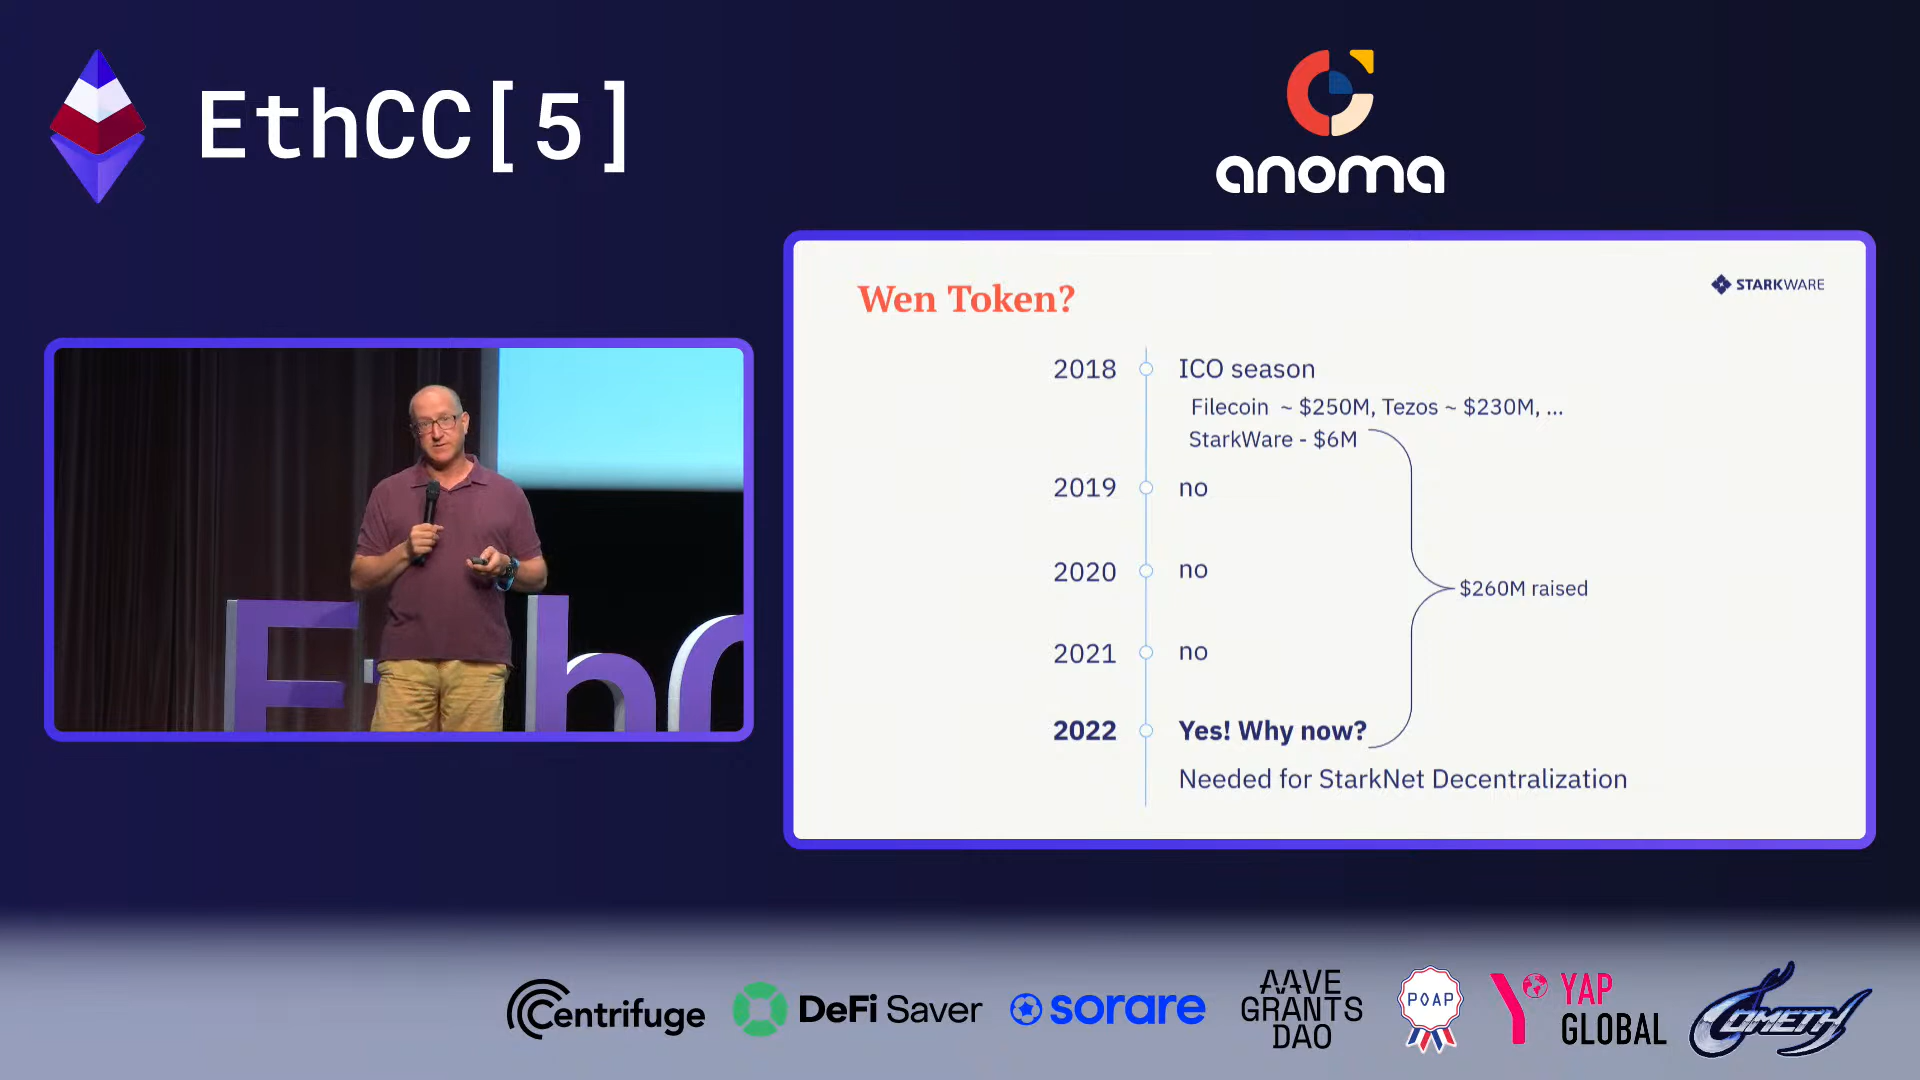 EthCC[5]
anoma
Wen Token?
STARKWARE
2018 ICO season
Filecoin ~ $250M, Tezos ~ $230M, ...
StarkWare - $6M
2019 no
2020 no
$260M raised
2021 no
2022 Yes! Why now?
Needed for StarkNet Decentralization
EthC
Centrifuge
DeFi Saver
sorare
AAVE
GRANTS
DAO
POAP
YAP
GLOBAL
COMETH